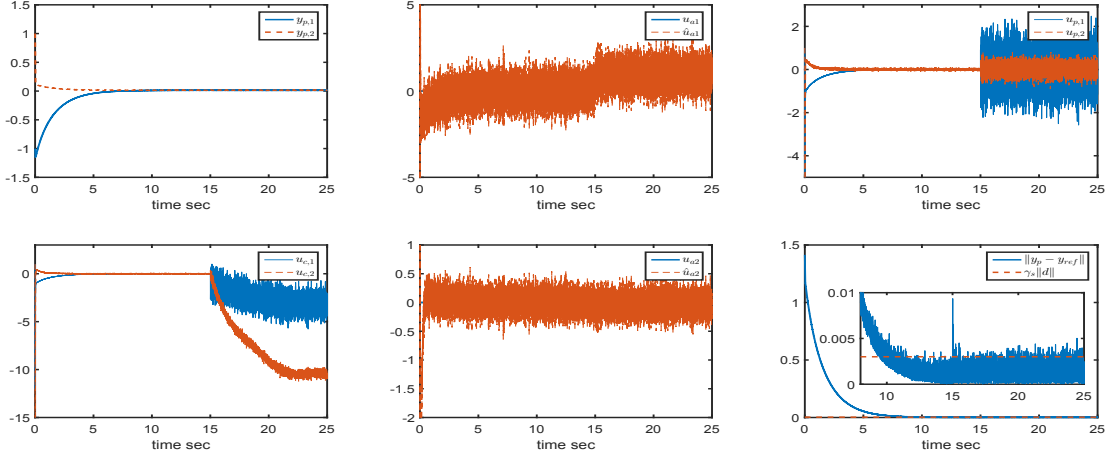 1.5
1
0.5
0
-0.5
-1
-1.5
0 5 10 15 20 25
time sec
y_{p,1}
y_{p,2}
5
0
-5
0 5 10 15 20 25
time sec
u_{a1}
û_{a1}
2
0
-2
-4
0 5 10 15 20 25
time sec
u_{p,1}
u_{p,2}
0
-5
-10
-15
0 5 10 15 20 25
time sec
u_{c,1}
u_{c,2}
1
0.5
0
-0.5
-1
-1.5
-2
0 5 10 15 20 25
time sec
u_{a2}
û_{a2}
1.5
1
0.5
0
0 5 10 15 20 25
time sec
‖y_p − y_{ref}‖
γ_s‖d‖
0.01
0.005
0
10 15 20 25